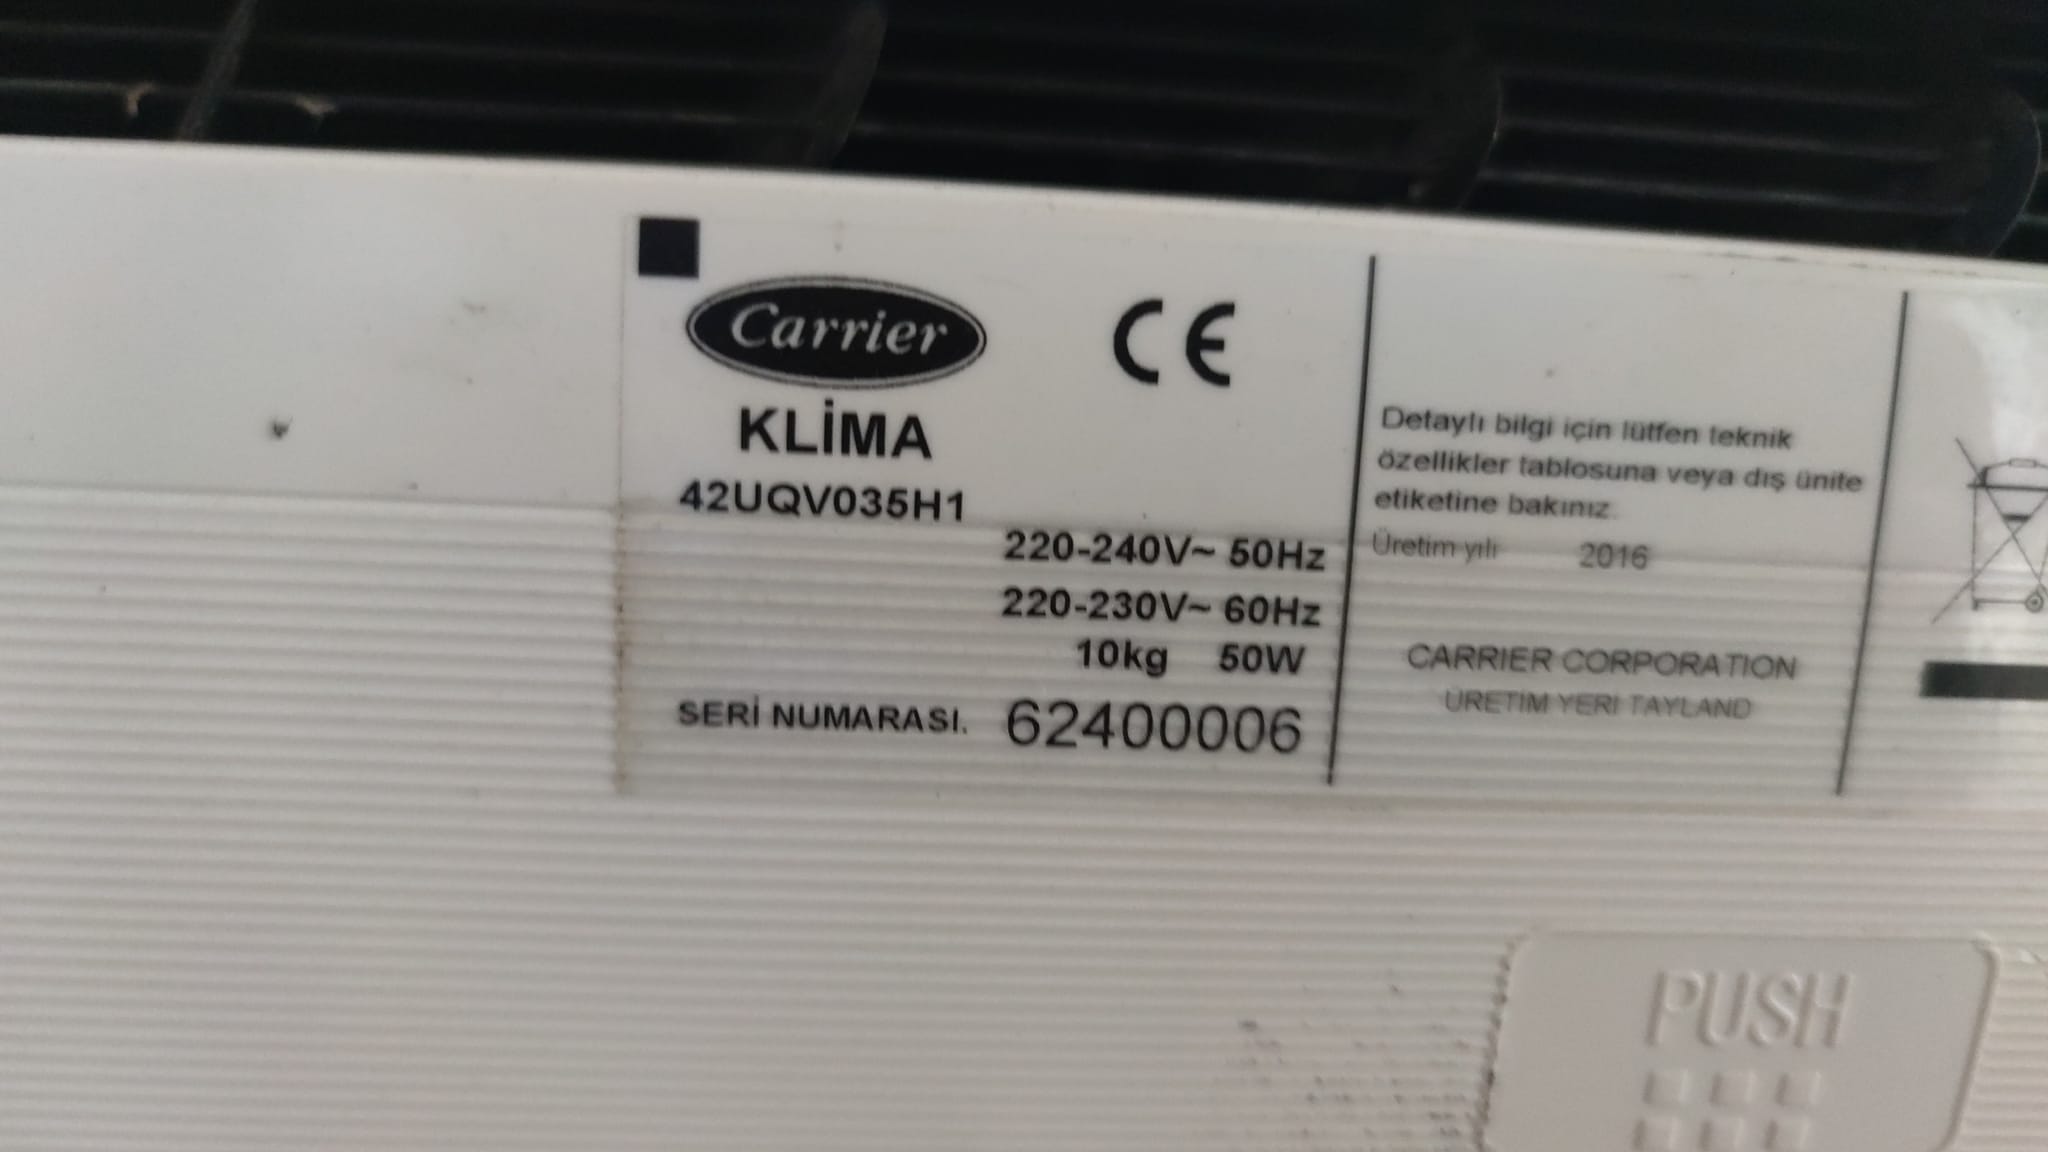 Carrier
CE
KLİMA
42UQV035H1
220-240V~ 50Hz
220-230V~ 60Hz
10kg 50W
SERİ NUMARASI. 62400006
Detaylı bilgi için lütfen teknik
özellikler tablosuna veya dış ünite
etiketine bakınız.
Üretim yılı 2016
CARRIER CORPORATION
ÜRETİM YERİ TAYLAND
PUSH